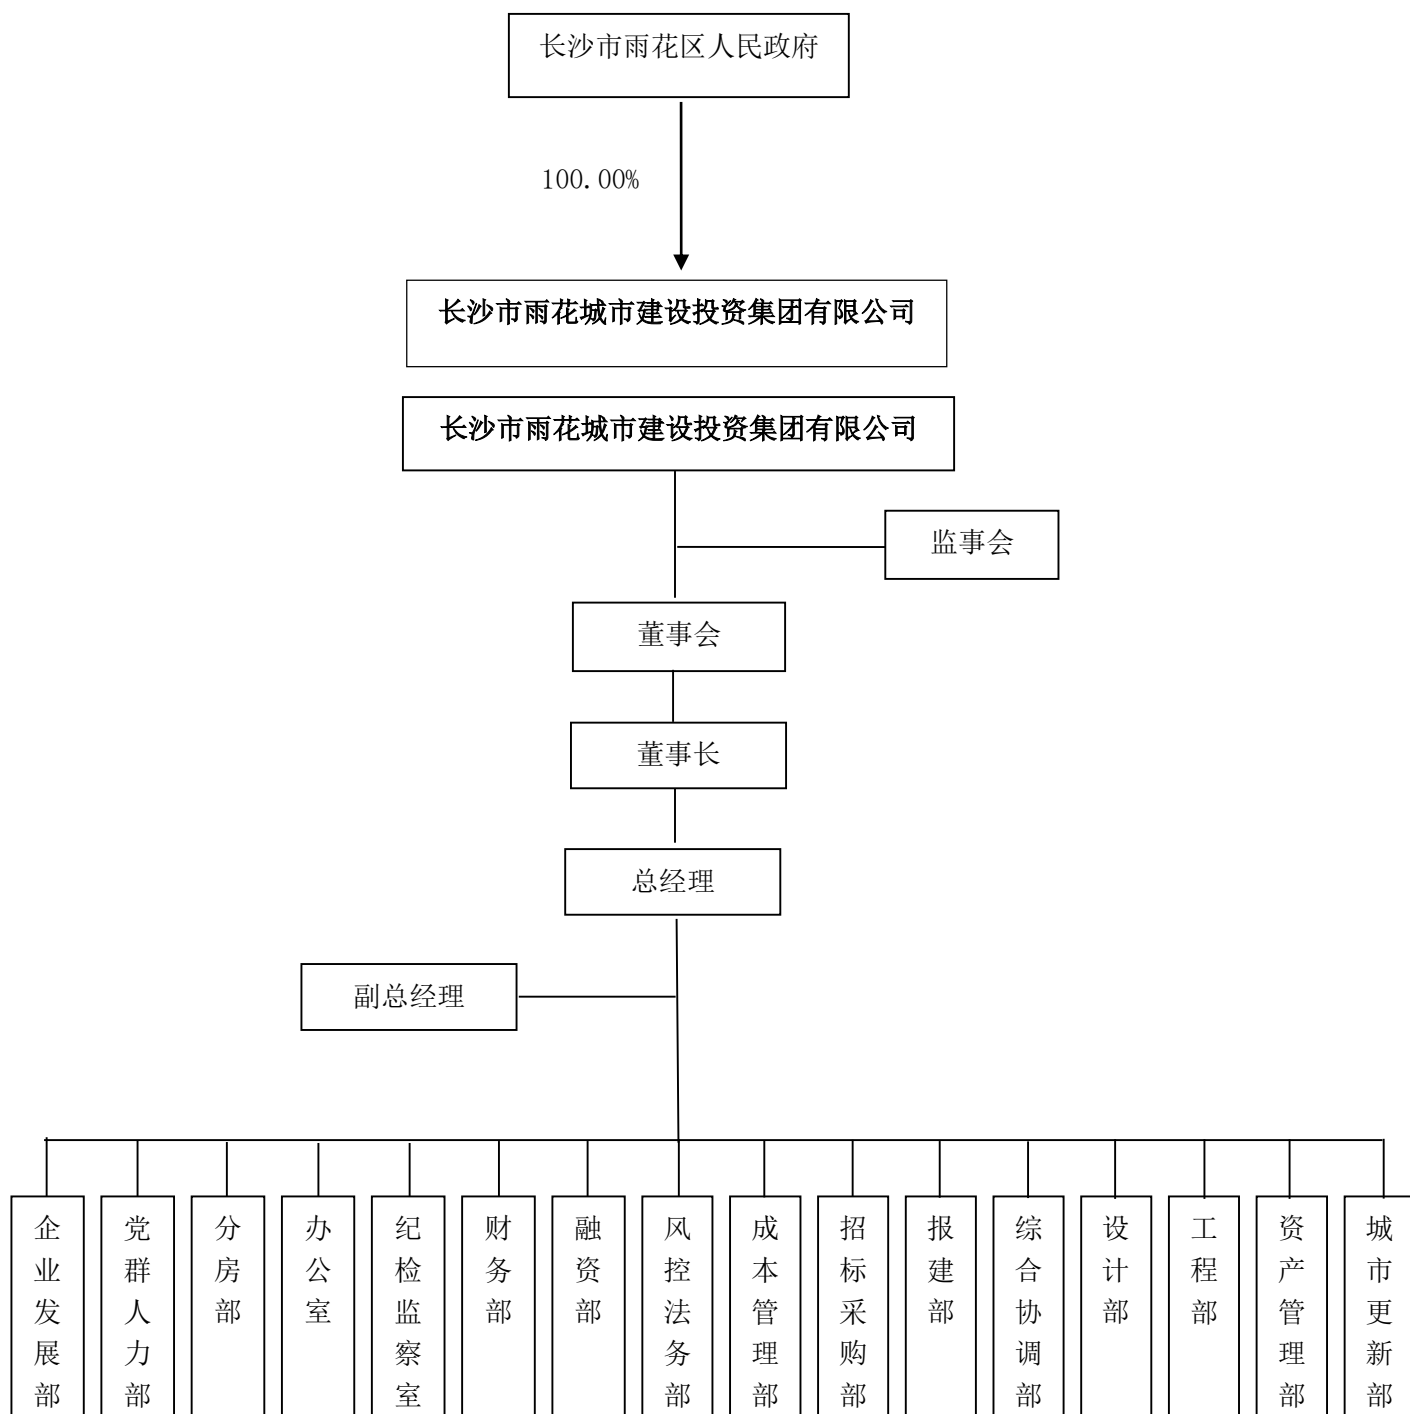 长沙市雨花区人民政府
100.00%
长沙市雨花城市建设投资集团有限公司
长沙市雨花城市建设投资集团有限公司
监事会
董事会
董事长
总经理
副总经理
企业发展部
党群人力部
分房部
办公室
纪检监察室
财务部
融资部
风控法务部
成本管理部
招标采购部
报建部
综合协调部
设计部
工程部
资产管理部
城市更新部